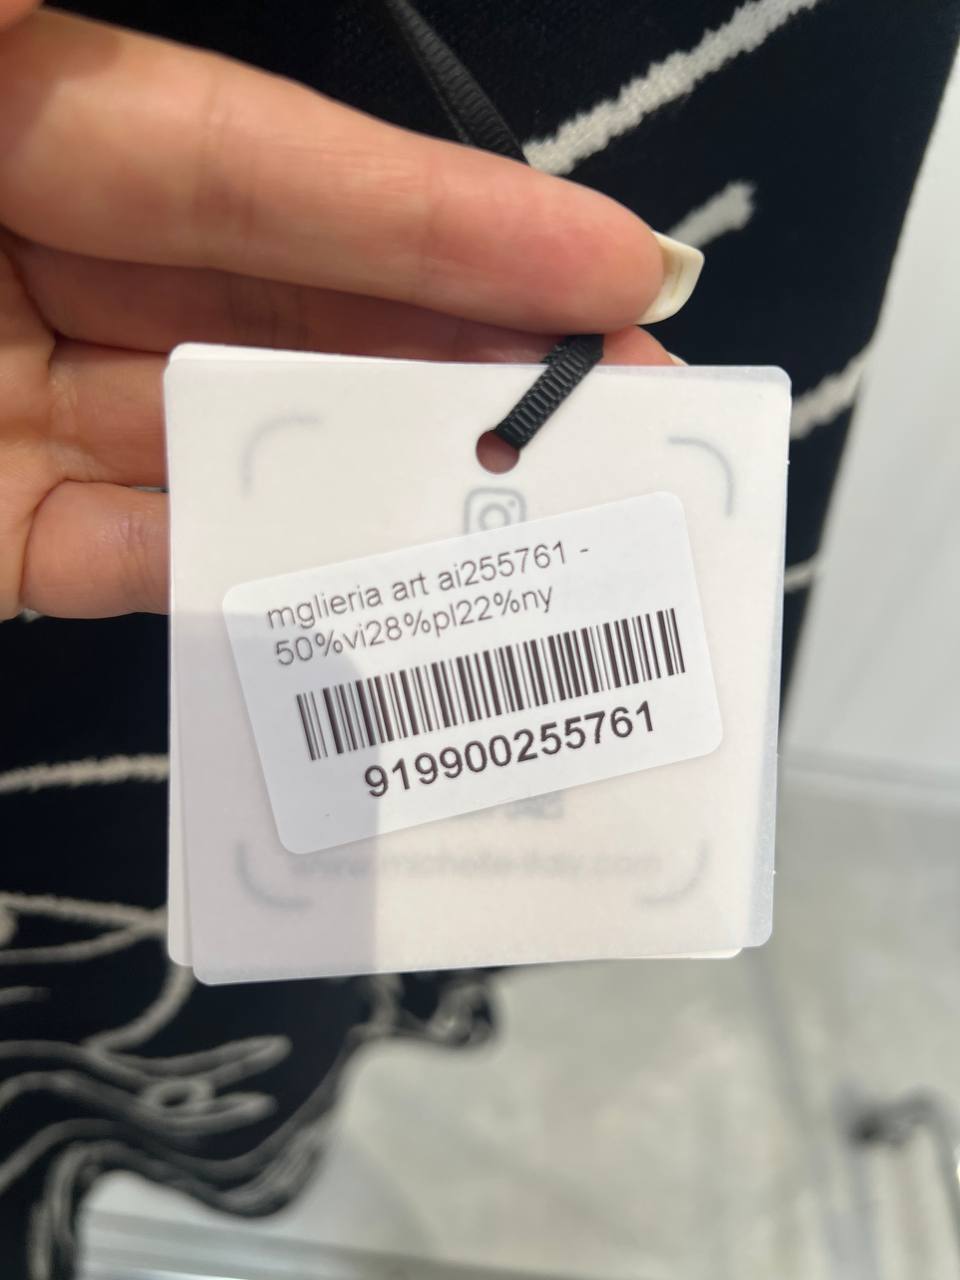 mglieria art ai255761 -
50%vi28%pl22%ny
919900255761